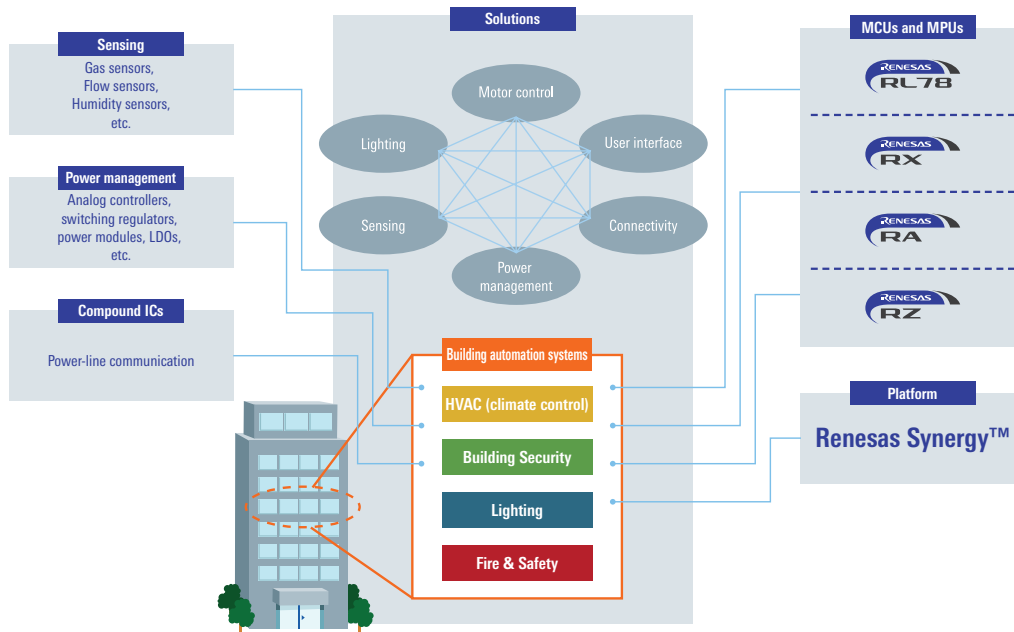 Sensing
Gas sensors,
Flow sensors,
Humidity sensors,
etc.
Power management
Analog controllers,
switching regulators,
power modules, LDOs,
etc.
Compound ICs
Power-line communication
Solutions
Motor control
Lighting
User interface
Sensing
Connectivity
Power
management
Building automation systems
HVAC (climate control)
Building Security
Lighting
Fire & Safety
MCUs and MPUs
RENESAS
RL78
RENESAS
RX
RENESAS
RA
RENESAS
RZ
Platform
Renesas Synergy™